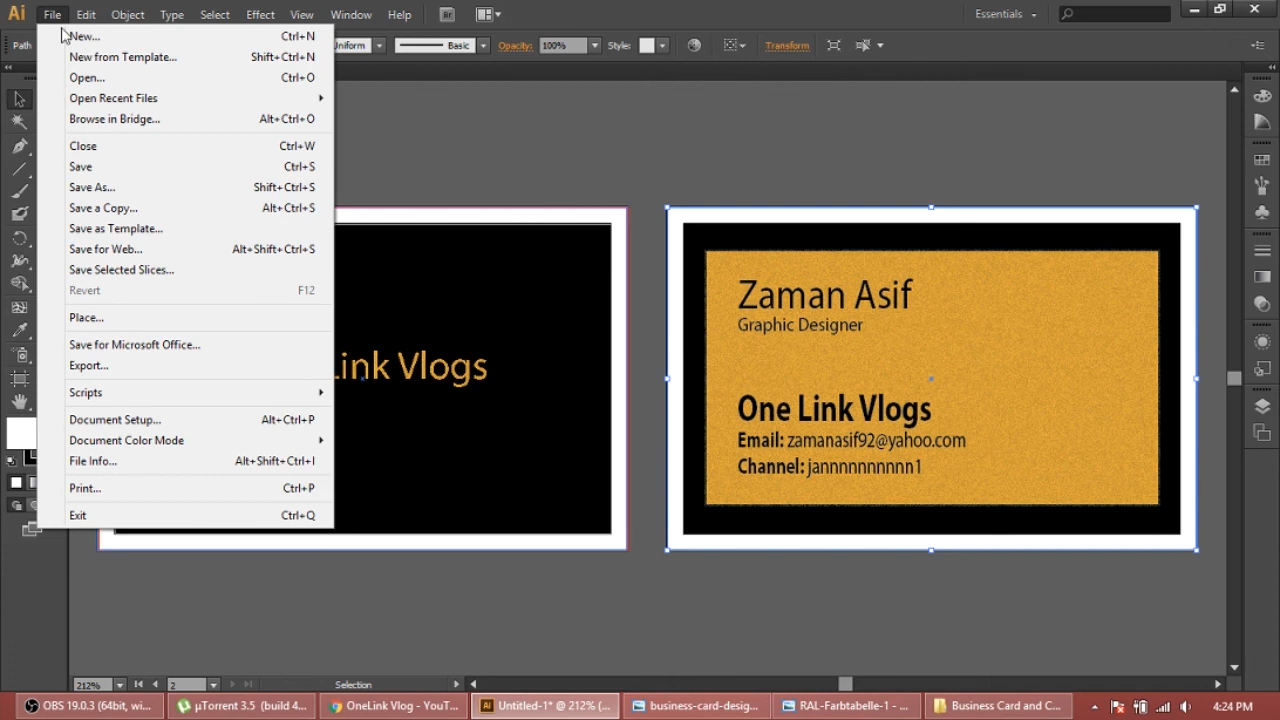 Ai File Edit Object Type Select Effect View Window Help Br Essentials
Path Uniform Basic Opacity: 100% Style: Transform
New... Ctrl+N
New from Template... Shift+Ctrl+N
Open... Ctrl+O
Open Recent Files
Browse in Bridge... Alt+Ctrl+O
Close Ctrl+W
Save Ctrl+S
Save As... Shift+Ctrl+S
Save a Copy... Alt+Ctrl+S
Save as Template...
Save for Web... Alt+Shift+Ctrl+S
Save Selected Slices...
Revert F12
Place...
Save for Microsoft Office...
Export...
Scripts
Document Setup... Alt+Ctrl+P
Document Color Mode
File Info... Alt+Shift+Ctrl+I
Print... Ctrl+P
Exit Ctrl+Q
Link Vlogs
Zaman Asif
Graphic Designer
One Link Vlogs
Email: zamanasif92@yahoo.com
Channel: jannnnnnnnnn1
212% 2 Selection
OBS 19.0.3 (64bit, wi... µTorrent 3.5 (build 4... OneLink Vlog - YouT... Ai Untitled-1* @ 212% (... business-card-desig... RAL-Farbtabelle-1 - ... Business Card and C... 4:24 PM